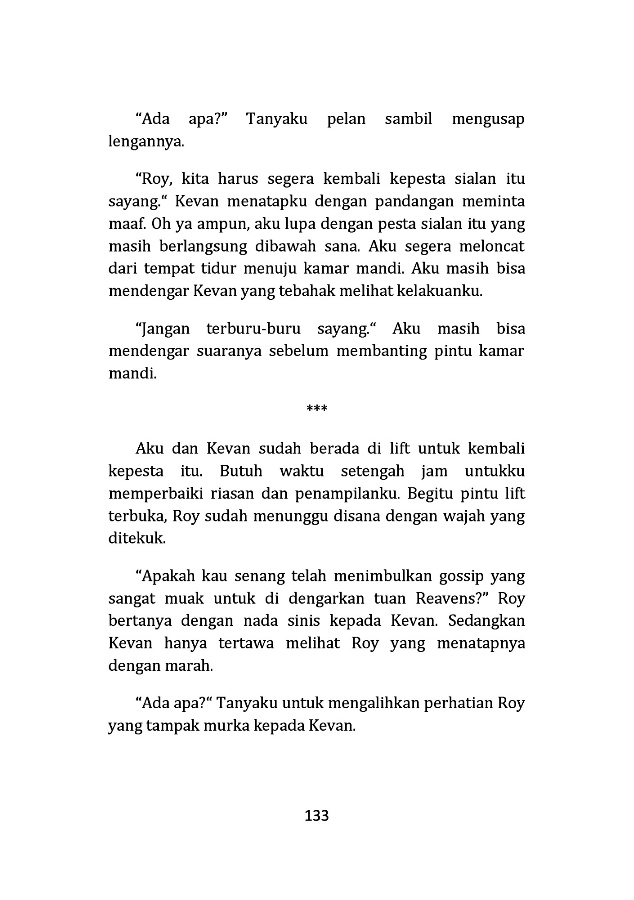 “Ada apa?” Tanyaku pelan sambil mengusap
lengannya.
“Roy, kita harus segera kembali kepesta sialan itu
sayang.“ Kevan menatapku dengan pandangan meminta
maaf. Oh ya ampun, aku lupa dengan pesta sialan itu yang
masih berlangsung dibawah sana. Aku segera meloncat
dari tempat tidur menuju kamar mandi. Aku masih bisa
mendengar Kevan yang tebahak melihat kelakuanku.
“Jangan terburu-buru sayang.“ Aku masih bisa
mendengar suaranya sebelum membanting pintu kamar
mandi.
***
Aku dan Kevan sudah berada di lift untuk kembali
kepesta itu. Butuh waktu setengah jam untukku
memperbaiki riasan dan penampilanku. Begitu pintu lift
terbuka, Roy sudah menunggu disana dengan wajah yang
ditekuk.
“Apakah kau senang telah menimbulkan gossip yang
sangat muak untuk di dengarkan tuan Reavens?” Roy
bertanya dengan nada sinis kepada Kevan. Sedangkan
Kevan hanya tertawa melihat Roy yang menatapnya
dengan marah.
“Ada apa?“ Tanyaku untuk mengalihkan perhatian Roy
yang tampak murka kepada Kevan.
133